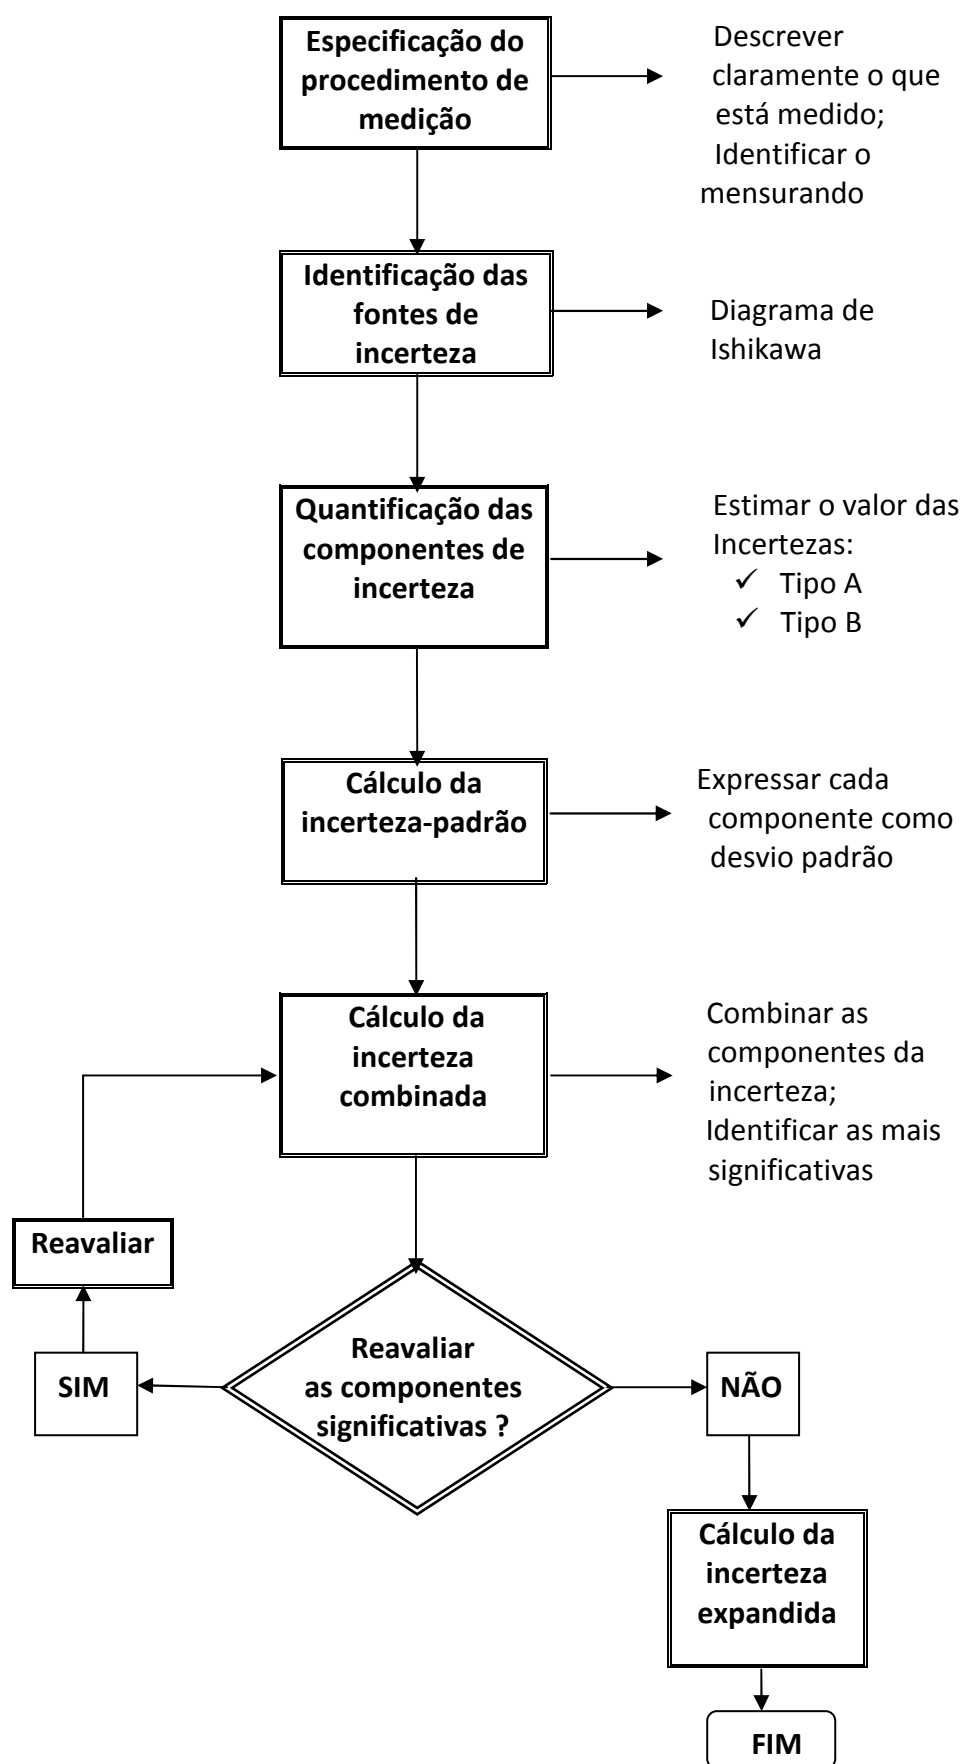 Especificação do
procedimento de
medição
Descrever
claramente o que
está medido;
Identificar o
mensurando
Identificação das
fontes de
incerteza
Diagrama de
Ishikawa
Quantificação das
componentes de
incerteza
Estimar o valor das
Incertezas:
✓ Tipo A
✓ Tipo B
Cálculo da
incerteza-padrão
Expressar cada
componente como
desvio padrão
Cálculo da
incerteza
combinada
Combinar as
componentes da
incerteza;
Identificar as mais
significativas
Reavaliar
Reavaliar
as componentes
significativas ?
SIM
NÃO
Cálculo da
incerteza
expandida
FIM